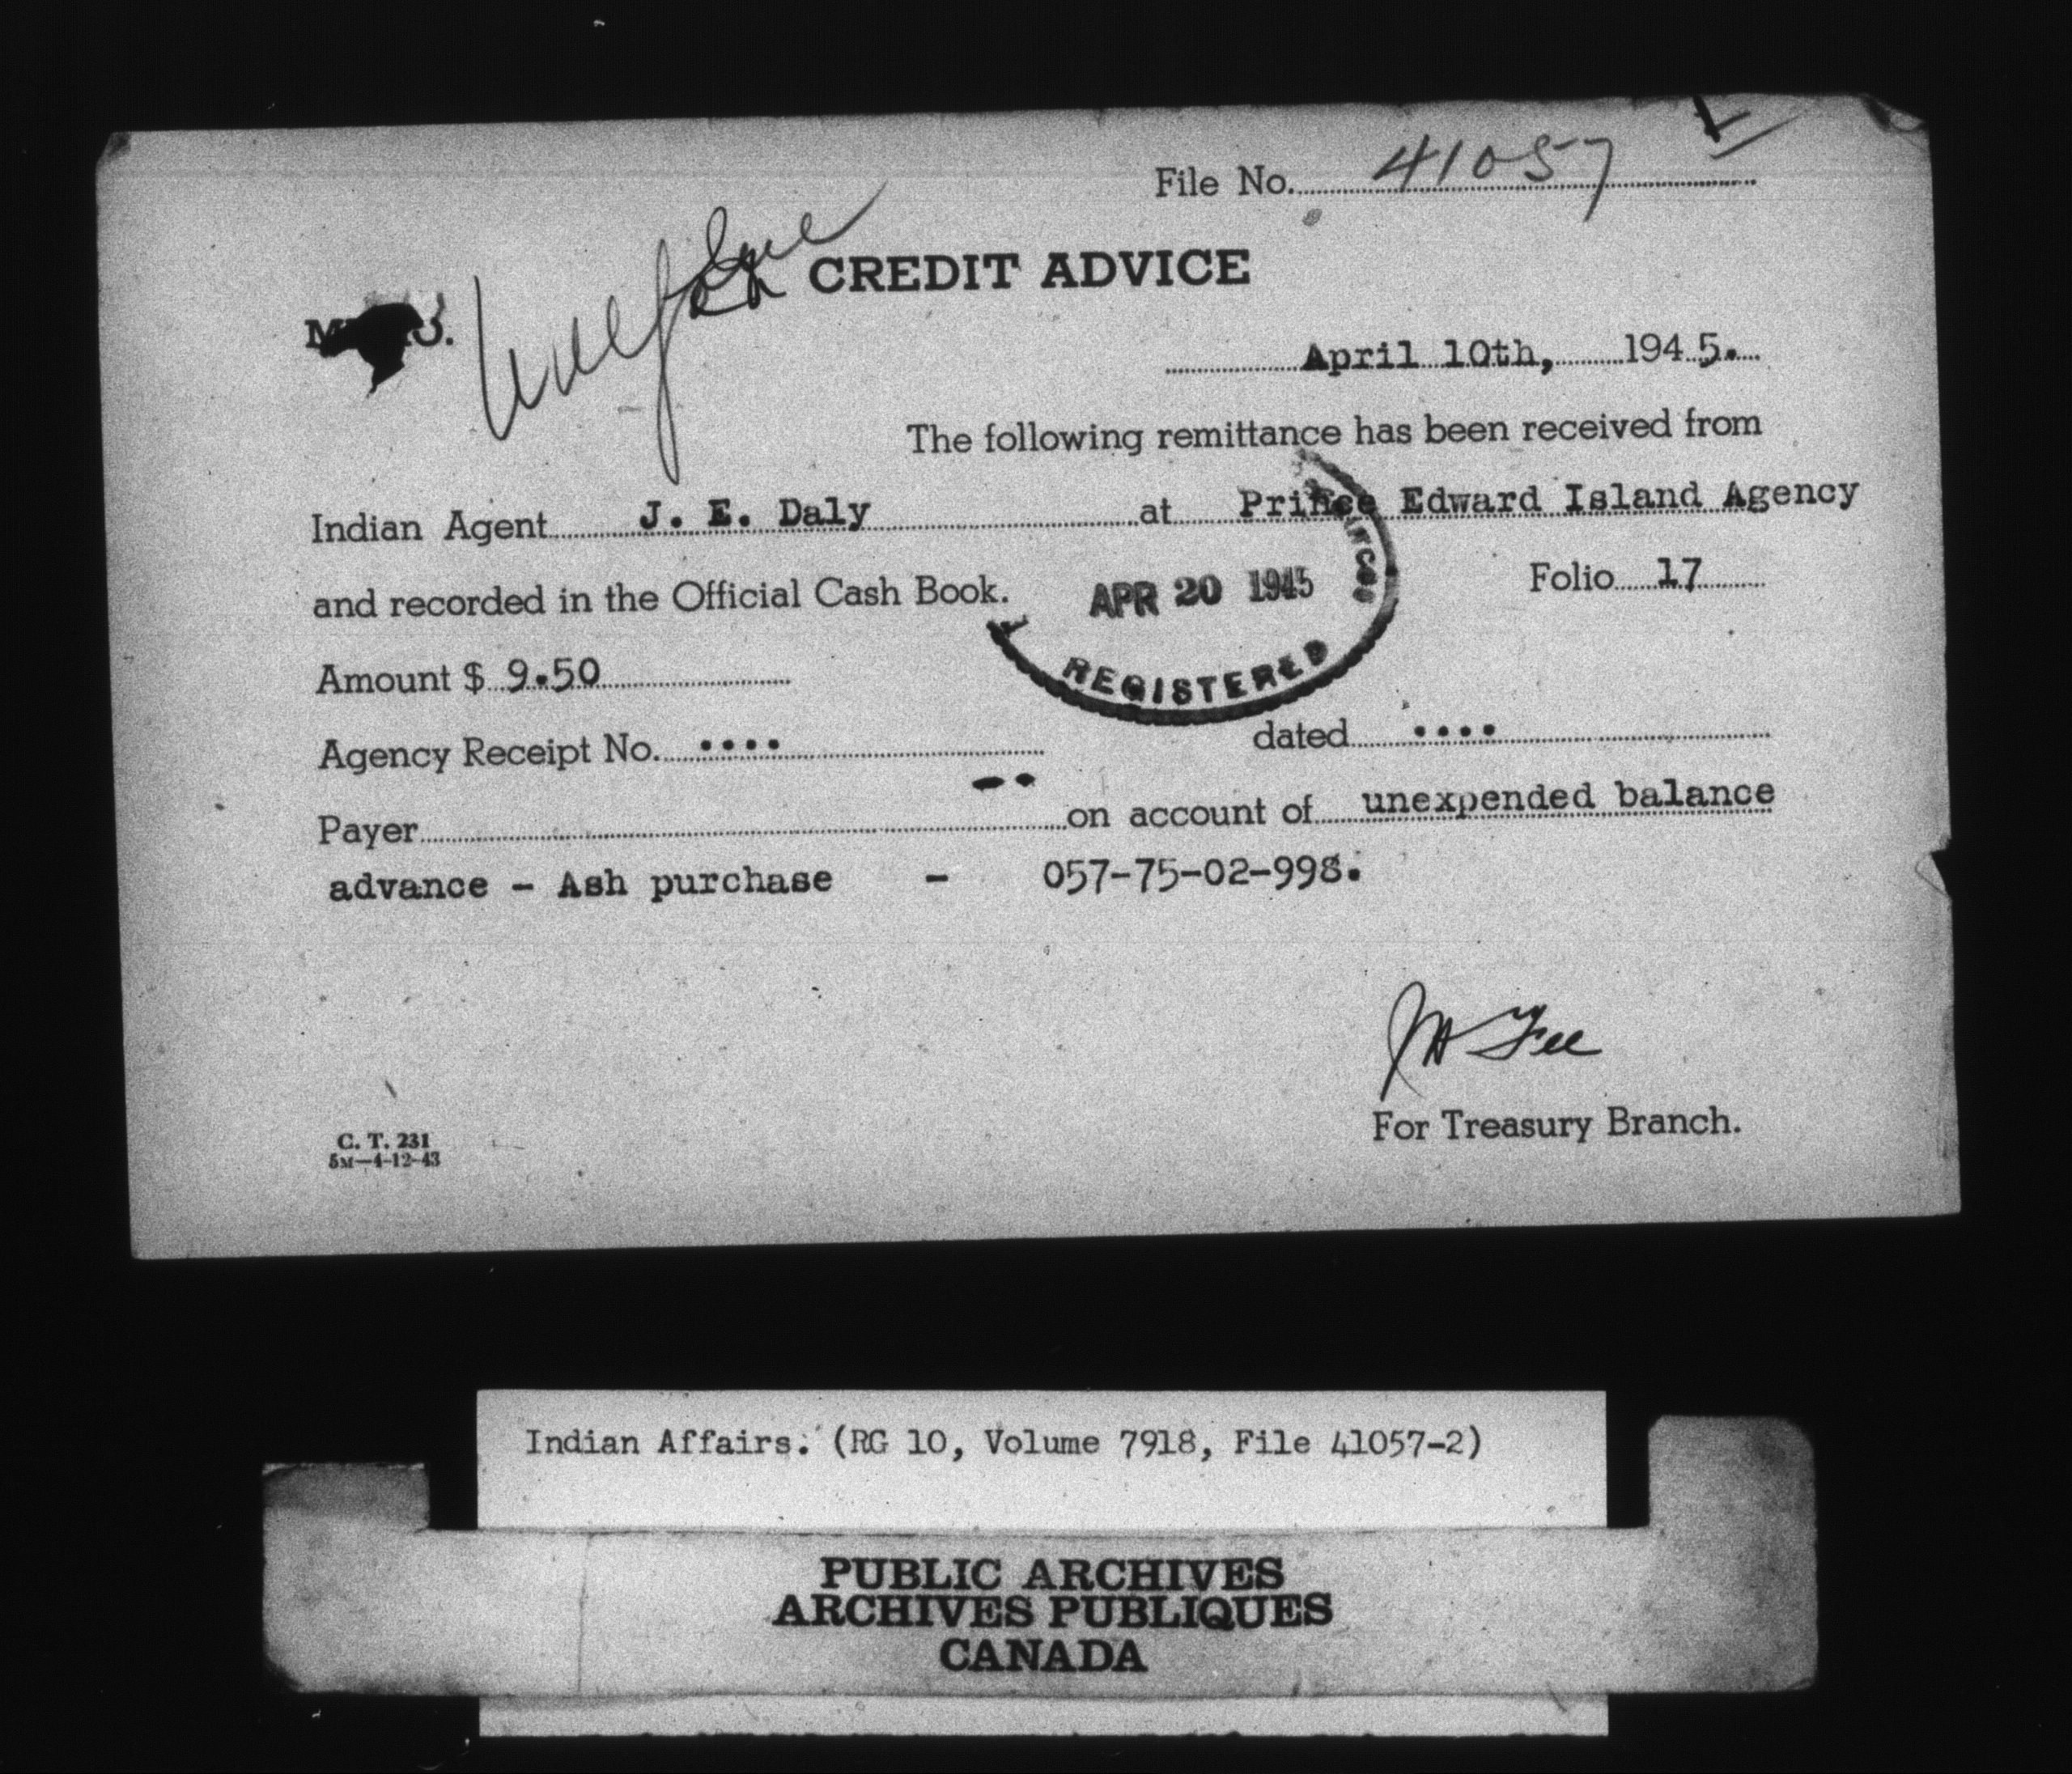 File No. 41057
CREDIT ADVICE
April 10th, 1945.
The following remittance has been received from
Indian Agent J. E. Daly at Prince Edward Island Agency
and recorded in the Official Cash Book. Folio 17
APR 20 1945
REGISTERED
Amount $ 9.50
Agency Receipt No. .... dated ....
Payer -- on account of unexpended balance
advance - Ash purchase - 057-75-02-998.
Fee
For Treasury Branch.
C. T. 231
5M—4-12-43
Indian Affairs. (RG 10, Volume 7918, File 41057-2)
PUBLIC ARCHIVES
ARCHIVES PUBLIQUES
CANADA